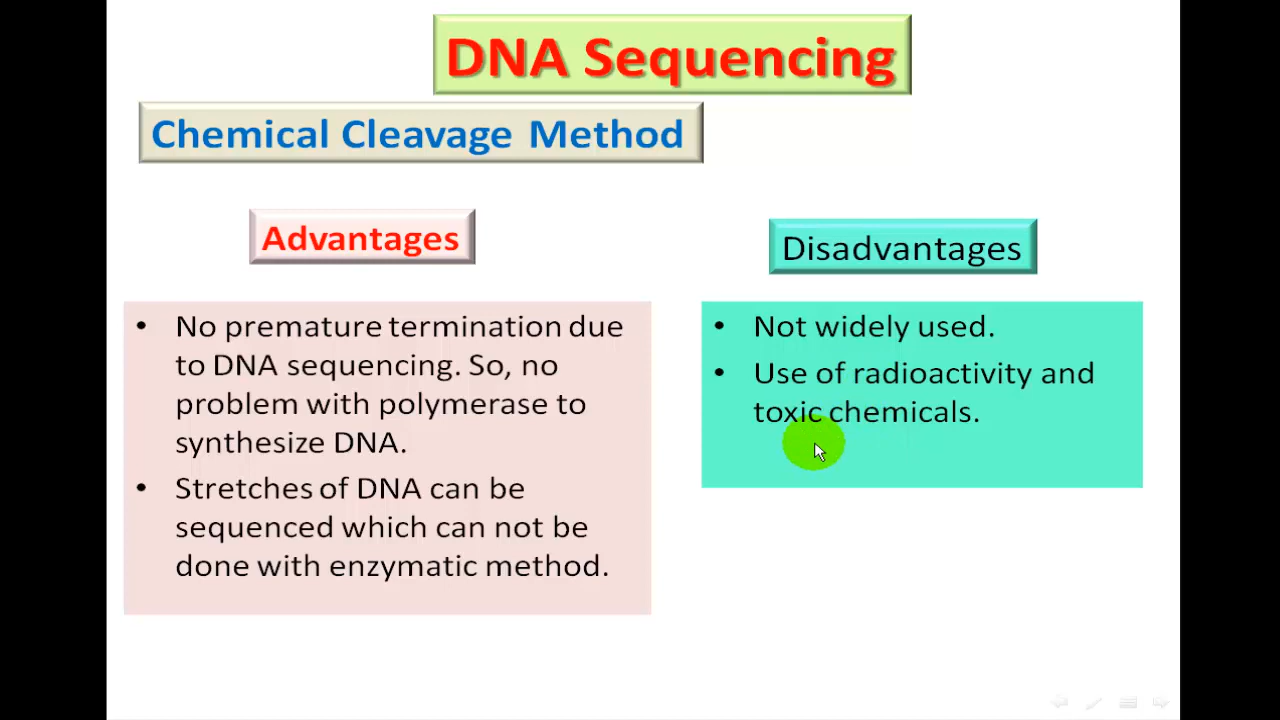 DNA Sequencing
Chemical Cleavage Method
Advantages
• No premature termination due
to DNA sequencing. So, no
problem with polymerase to
synthesize DNA.
• Stretches of DNA can be
sequenced which can not be
done with enzymatic method.
Disadvantages
• Not widely used.
• Use of radioactivity and
toxic chemicals.